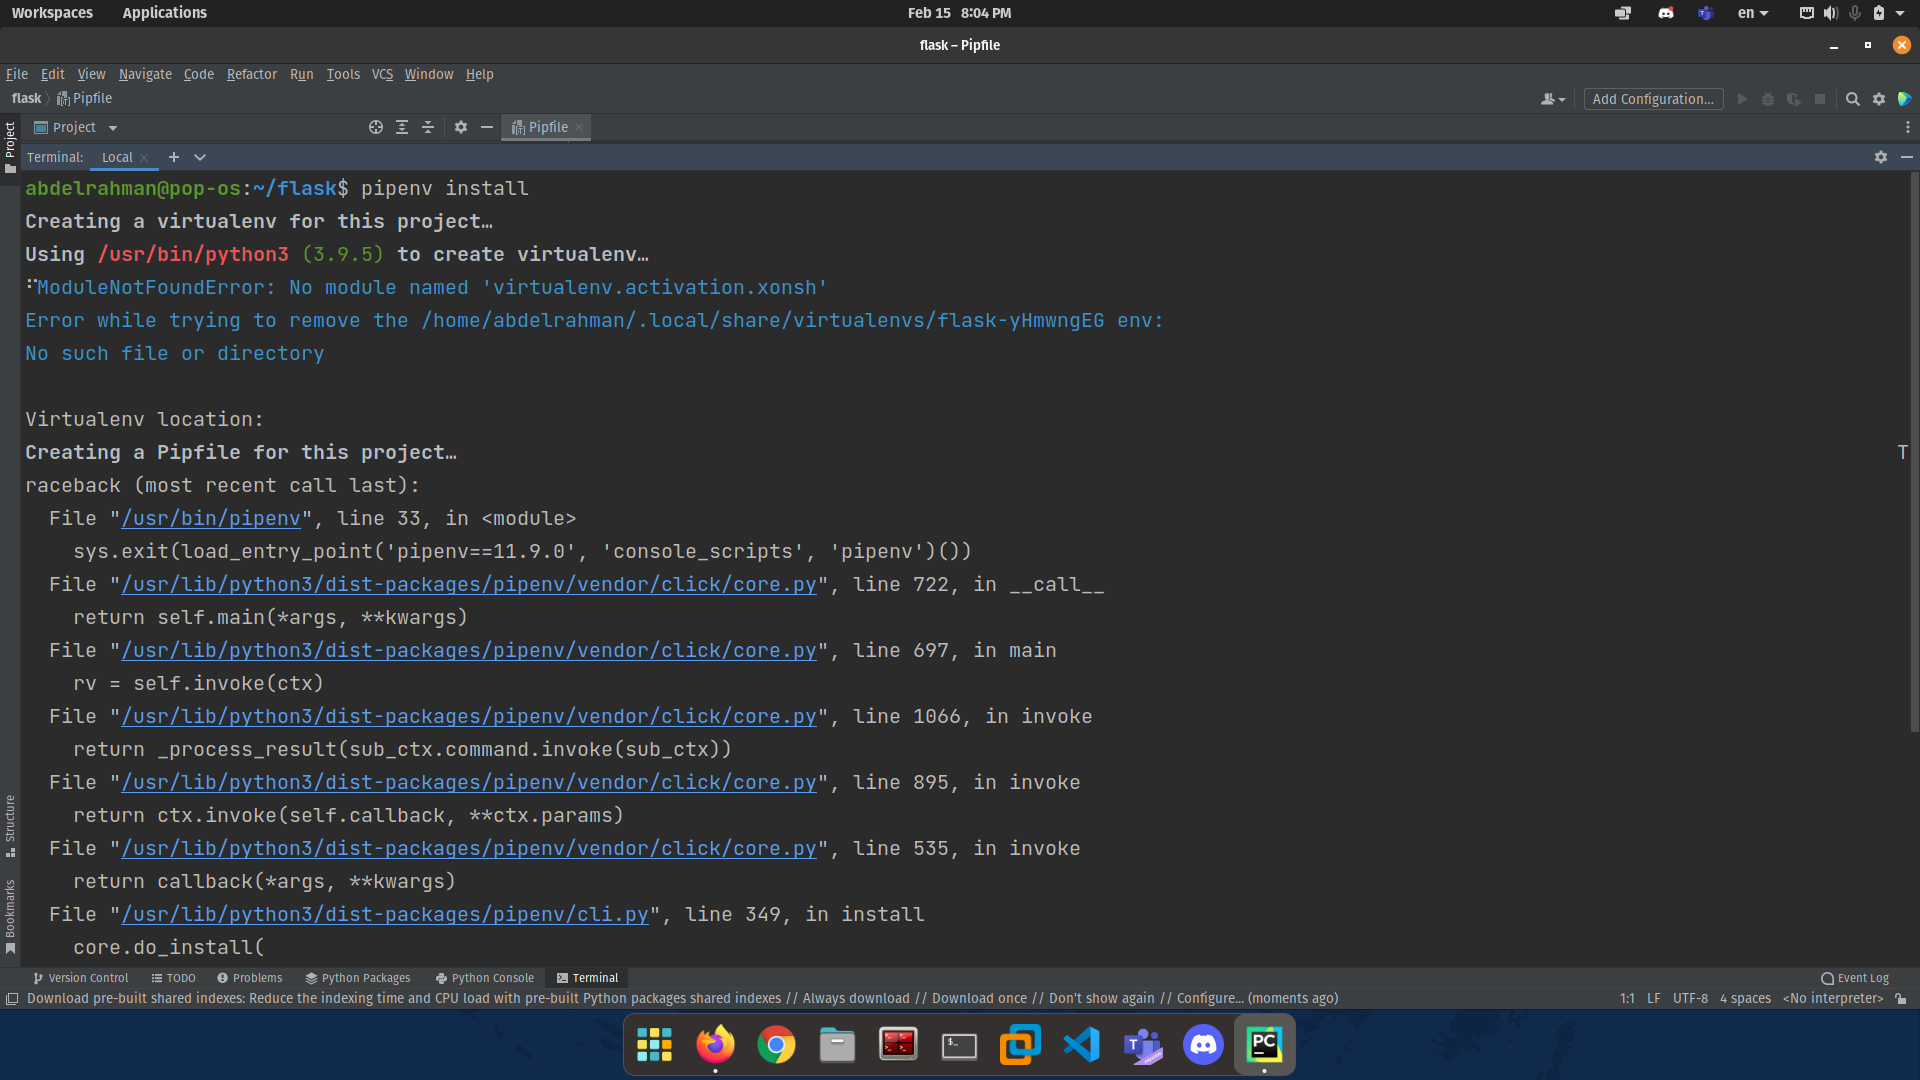 Workspaces Applications Feb 15 8:04 PM en
flask – Pipfile
File Edit View Navigate Code Refactor Run Tools VCS Window Help
flask Pipfile Add Configuration...
Project Project Pipfile
Terminal: Local
abdelrahman@pop-os:~/flask$ pipenv install
Creating a virtualenv for this project…
Using /usr/bin/python3 (3.9.5) to create virtualenv…
⠋ModuleNotFoundError: No module named 'virtualenv.activation.xonsh'
Error while trying to remove the /home/abdelrahman/.local/share/virtualenvs/flask-yHmwngEG env:
No such file or directory
Virtualenv location:
Creating a Pipfile for this project… T
raceback (most recent call last):
File "/usr/bin/pipenv", line 33, in <module>
sys.exit(load_entry_point('pipenv==11.9.0', 'console_scripts', 'pipenv')())
File "/usr/lib/python3/dist-packages/pipenv/vendor/click/core.py", line 722, in __call__
return self.main(*args, **kwargs)
File "/usr/lib/python3/dist-packages/pipenv/vendor/click/core.py", line 697, in main
rv = self.invoke(ctx)
File "/usr/lib/python3/dist-packages/pipenv/vendor/click/core.py", line 1066, in invoke
return _process_result(sub_ctx.command.invoke(sub_ctx))
File "/usr/lib/python3/dist-packages/pipenv/vendor/click/core.py", line 895, in invoke
return ctx.invoke(self.callback, **ctx.params)
File "/usr/lib/python3/dist-packages/pipenv/vendor/click/core.py", line 535, in invoke
return callback(*args, **kwargs)
File "/usr/lib/python3/dist-packages/pipenv/cli.py", line 349, in install
core.do_install(
Structure
Bookmarks
Version Control TODO Problems Python Packages Python Console Terminal Event Log
Download pre-built shared indexes: Reduce the indexing time and CPU load with pre-built Python packages shared indexes // Always download // Download once // Don't show again // Configure... (moments ago) 1:1 LF UTF-8 4 spaces <No interpreter>
$_ T PREVIEW PC